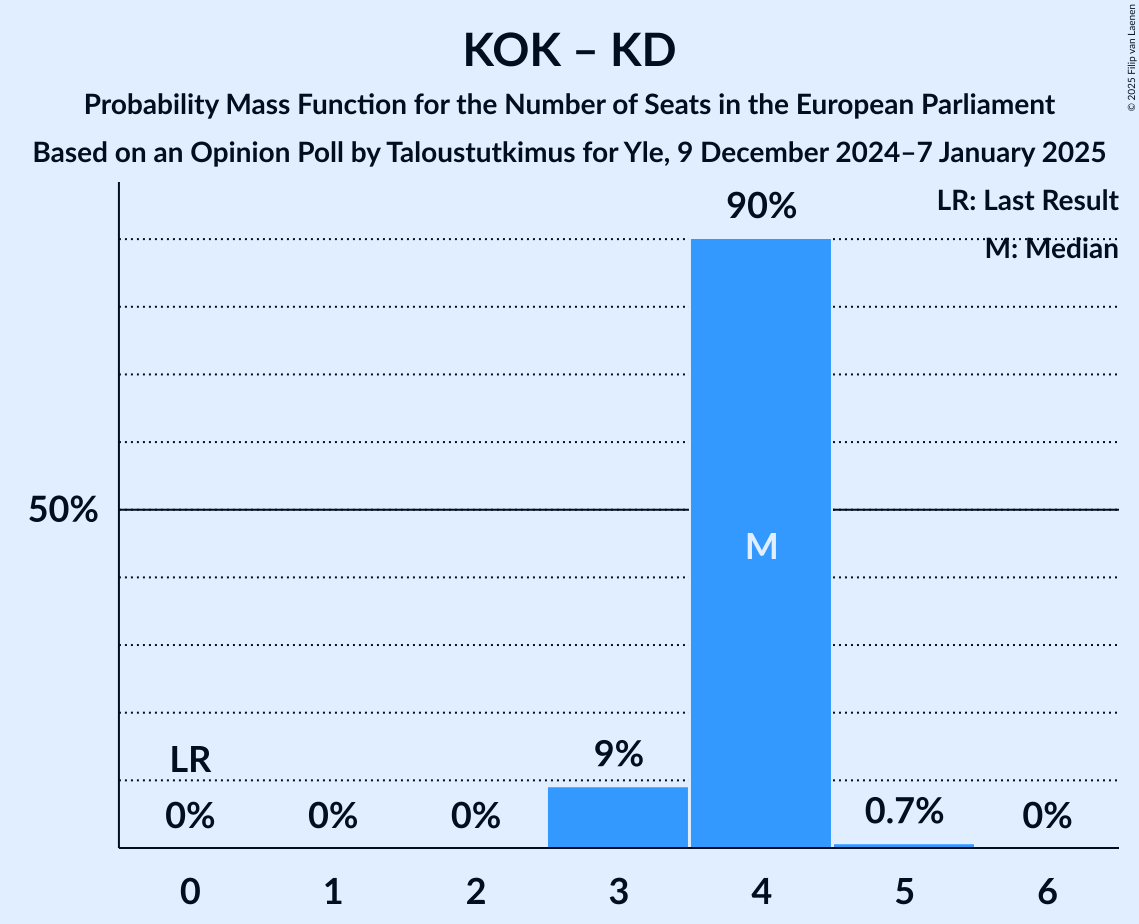 KOK – KD
Probability Mass Function for the Number of Seats in the European Parliament
Based on an Opinion Poll by Taloustutkimus for Yle, 9 December 2024–7 January 2025
© 2025 Filip van Laenen
LR: Last Result
M: Median
90%
50%
M
LR
9%
0%
0%
0%
0.7%
0%
0
1
2
3
4
5
6